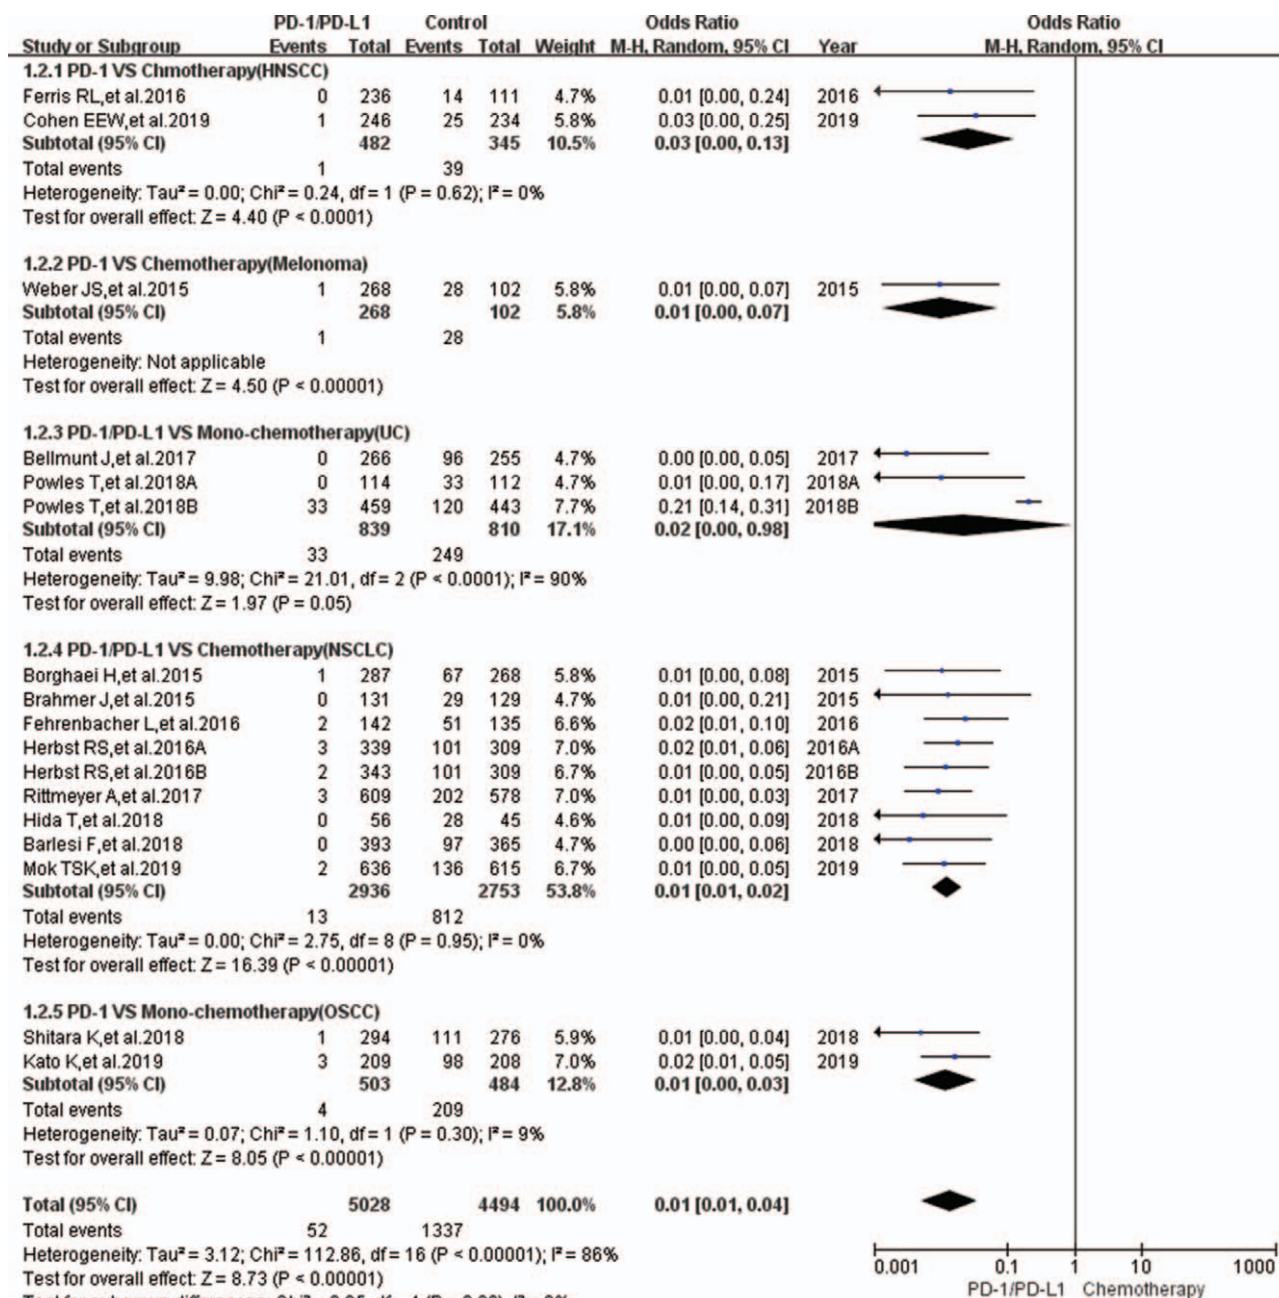 PD-1/PD-L1 Control Odds Ratio Odds Ratio
Study or Subgroup Events Total Events Total Weight M-H, Random, 95% CI Year M-H, Random, 95% CI
1.2.1 PD-1 VS Chmotherapy(HNSCC)
Ferris RL,et al.2016 0 236 14 111 4.7% 0.01 [0.00, 0.24] 2016
Cohen EEW,et al.2019 1 246 25 234 5.8% 0.03 [0.00, 0.25] 2019
Subtotal (95% CI) 482 345 10.5% 0.03 [0.00, 0.13]
Total events 1 39
Heterogeneity: Tau² = 0.00; Chi² = 0.24, df = 1 (P = 0.62); I² = 0%
Test for overall effect: Z = 4.40 (P < 0.0001)
1.2.2 PD-1 VS Chemotherapy(Melonoma)
Weber JS,et al.2015 1 268 28 102 5.8% 0.01 [0.00, 0.07] 2015
Subtotal (95% CI) 268 102 5.8% 0.01 [0.00, 0.07]
Total events 1 28
Heterogeneity: Not applicable
Test for overall effect: Z = 4.50 (P < 0.00001)
1.2.3 PD-1/PD-L1 VS Mono-chemotherapy(UC)
Bellmunt J,et al.2017 0 266 96 255 4.7% 0.00 [0.00, 0.05] 2017
Powles T,et al.2018A 0 114 33 112 4.7% 0.01 [0.00, 0.17] 2018A
Powles T,et al.2018B 33 459 120 443 7.7% 0.21 [0.14, 0.31] 2018B
Subtotal (95% CI) 839 810 17.1% 0.02 [0.00, 0.98]
Total events 33 249
Heterogeneity: Tau² = 9.98; Chi² = 21.01, df = 2 (P < 0.0001); I² = 90%
Test for overall effect: Z = 1.97 (P = 0.05)
1.2.4 PD-1/PD-L1 VS Chemotherapy(NSCLC)
Borghaei H,et al.2015 1 287 67 268 5.8% 0.01 [0.00, 0.08] 2015
Brahmer J,et al.2015 0 131 29 129 4.7% 0.01 [0.00, 0.21] 2015
Fehrenbacher L,et al.2016 2 142 51 135 6.6% 0.02 [0.01, 0.10] 2016
Herbst RS,et al.2016A 3 339 101 309 7.0% 0.02 [0.01, 0.06] 2016A
Herbst RS,et al.2016B 2 343 101 309 6.7% 0.01 [0.00, 0.05] 2016B
Rittmeyer A,et al.2017 3 609 202 578 7.0% 0.01 [0.00, 0.03] 2017
Hida T,et al.2018 0 56 28 45 4.6% 0.01 [0.00, 0.09] 2018
Barlesi F,et al.2018 0 393 97 365 4.7% 0.00 [0.00, 0.06] 2018
Mok TSK,et al.2019 2 636 136 615 6.7% 0.01 [0.00, 0.05] 2019
Subtotal (95% CI) 2936 2753 53.8% 0.01 [0.01, 0.02]
Total events 13 812
Heterogeneity: Tau² = 0.00; Chi² = 2.75, df = 8 (P = 0.95); I² = 0%
Test for overall effect: Z = 16.39 (P < 0.00001)
1.2.5 PD-1 VS Mono-chemotherapy(OSCC)
Shitara K,et al.2018 1 294 111 276 5.9% 0.01 [0.00, 0.04] 2018
Kato K,et al.2019 3 209 98 208 7.0% 0.02 [0.01, 0.05] 2019
Subtotal (95% CI) 503 484 12.8% 0.01 [0.00, 0.03]
Total events 4 209
Heterogeneity: Tau² = 0.07; Chi² = 1.10, df = 1 (P = 0.30); I² = 9%
Test for overall effect: Z = 8.05 (P < 0.00001)
Total (95% CI) 5028 4494 100.0% 0.01 [0.01, 0.04]
Total events 52 1337
Heterogeneity: Tau² = 3.12; Chi² = 112.86, df = 16 (P < 0.00001); I² = 86%
Test for overall effect: Z = 8.73 (P < 0.00001)
0.001 0.1 1 10 1000
PD-1/PD-L1 Chemotherapy